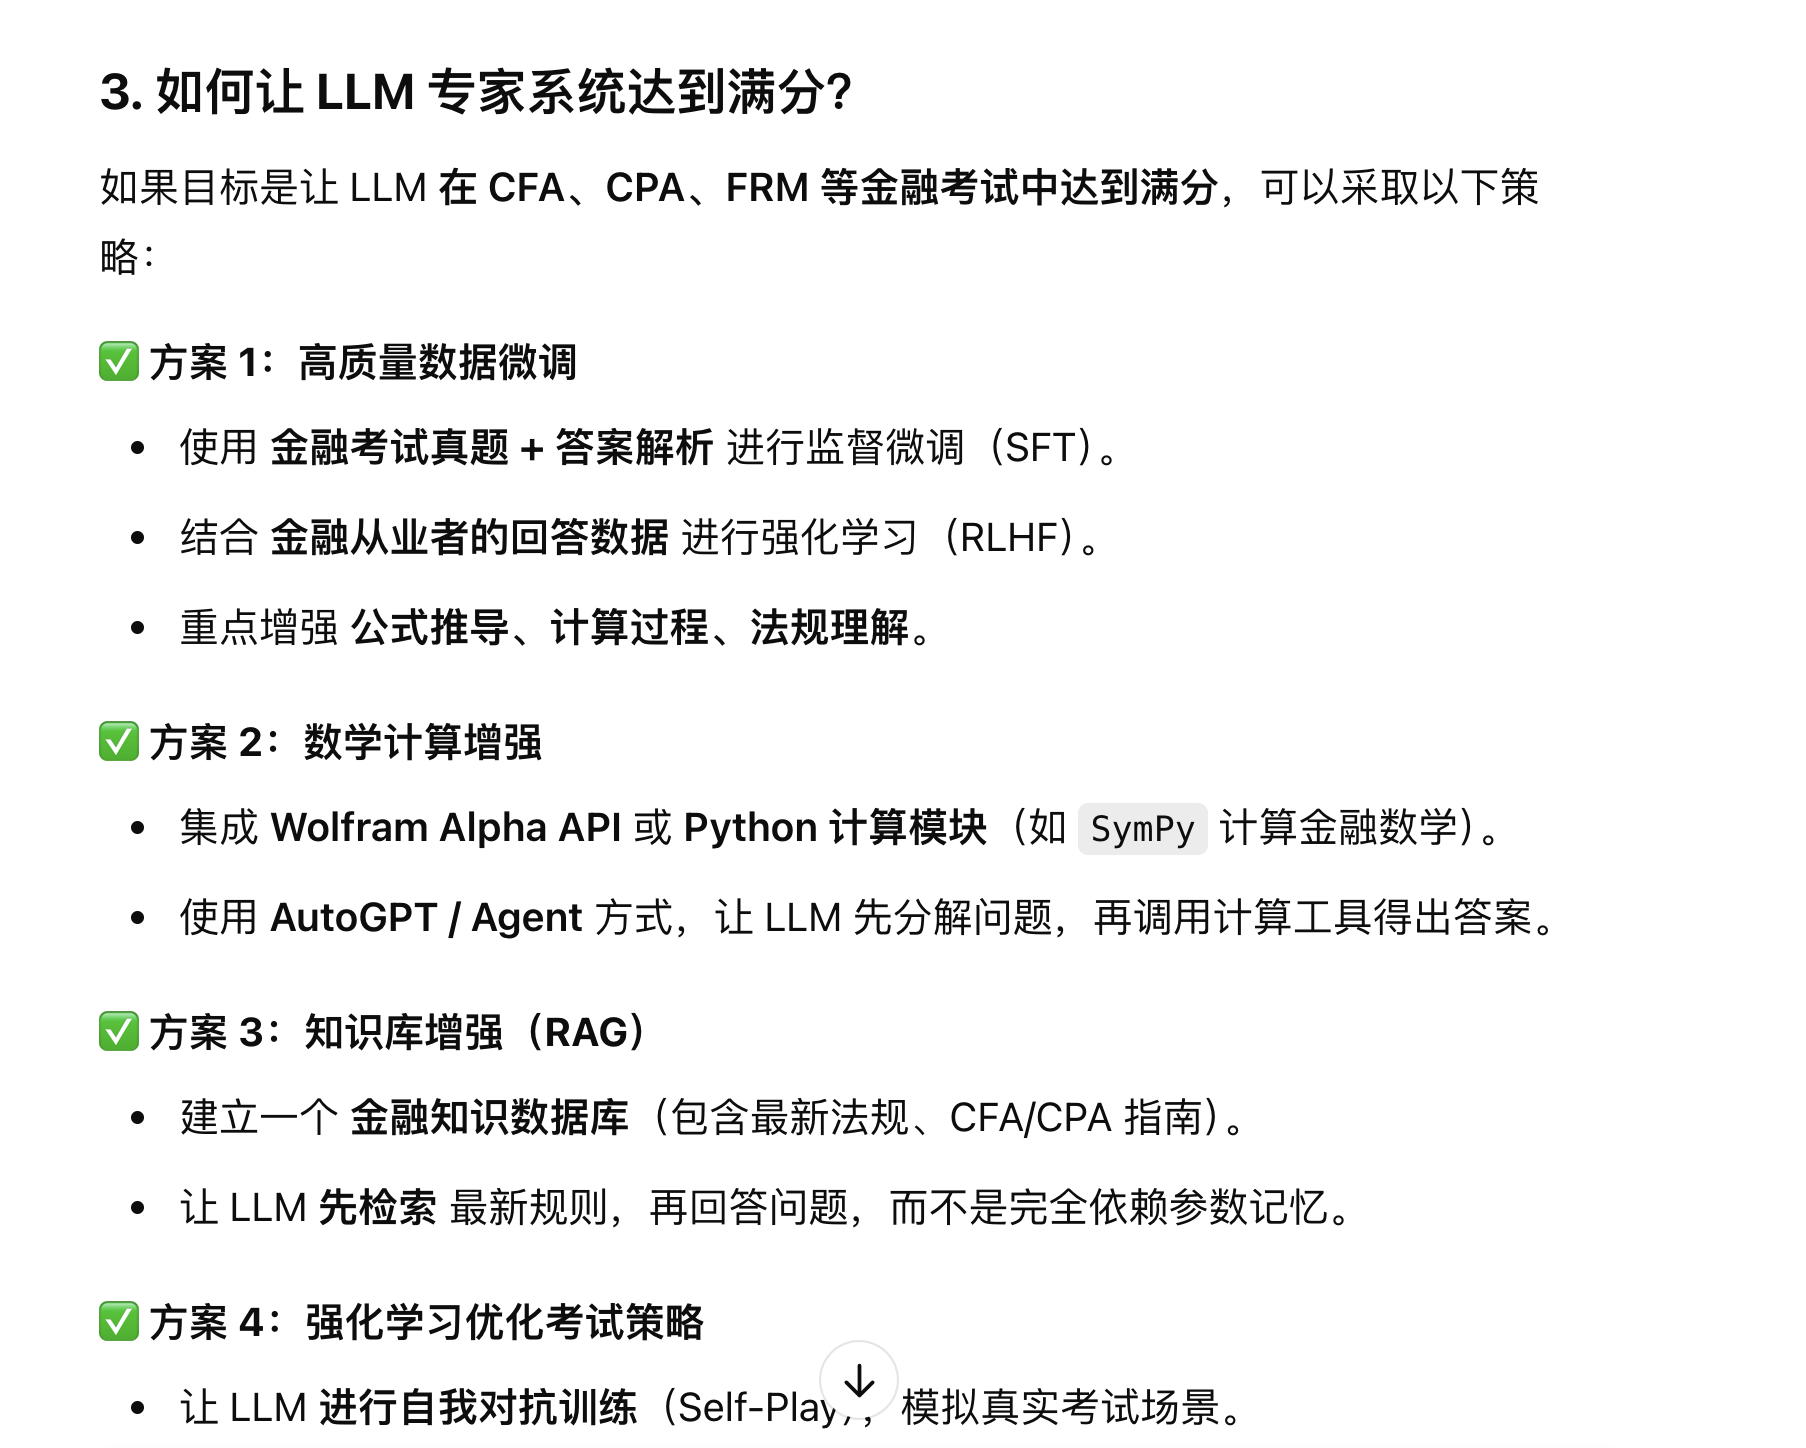 3. 如何让 LLM 专家系统达到满分？
如果目标是让 LLM 在 CFA、CPA、FRM 等金融考试中达到满分，可以采取以下策
略：
✅ 方案 1：高质量数据微调
• 使用 金融考试真题 + 答案解析 进行监督微调（SFT）。
• 结合 金融从业者的回答数据 进行强化学习（RLHF）。
• 重点增强 公式推导、计算过程、法规理解。
✅ 方案 2：数学计算增强
• 集成 Wolfram Alpha API 或 Python 计算模块（如 SymPy 计算金融数学）。
• 使用 AutoGPT / Agent 方式，让 LLM 先分解问题，再调用计算工具得出答案。
✅ 方案 3：知识库增强（RAG）
• 建立一个 金融知识数据库（包含最新法规、CFA/CPA 指南）。
• 让 LLM 先检索 最新规则，再回答问题，而不是完全依赖参数记忆。
✅ 方案 4：强化学习优化考试策略
• 让 LLM 进行自我对抗训练（Self-Play），模拟真实考试场景。